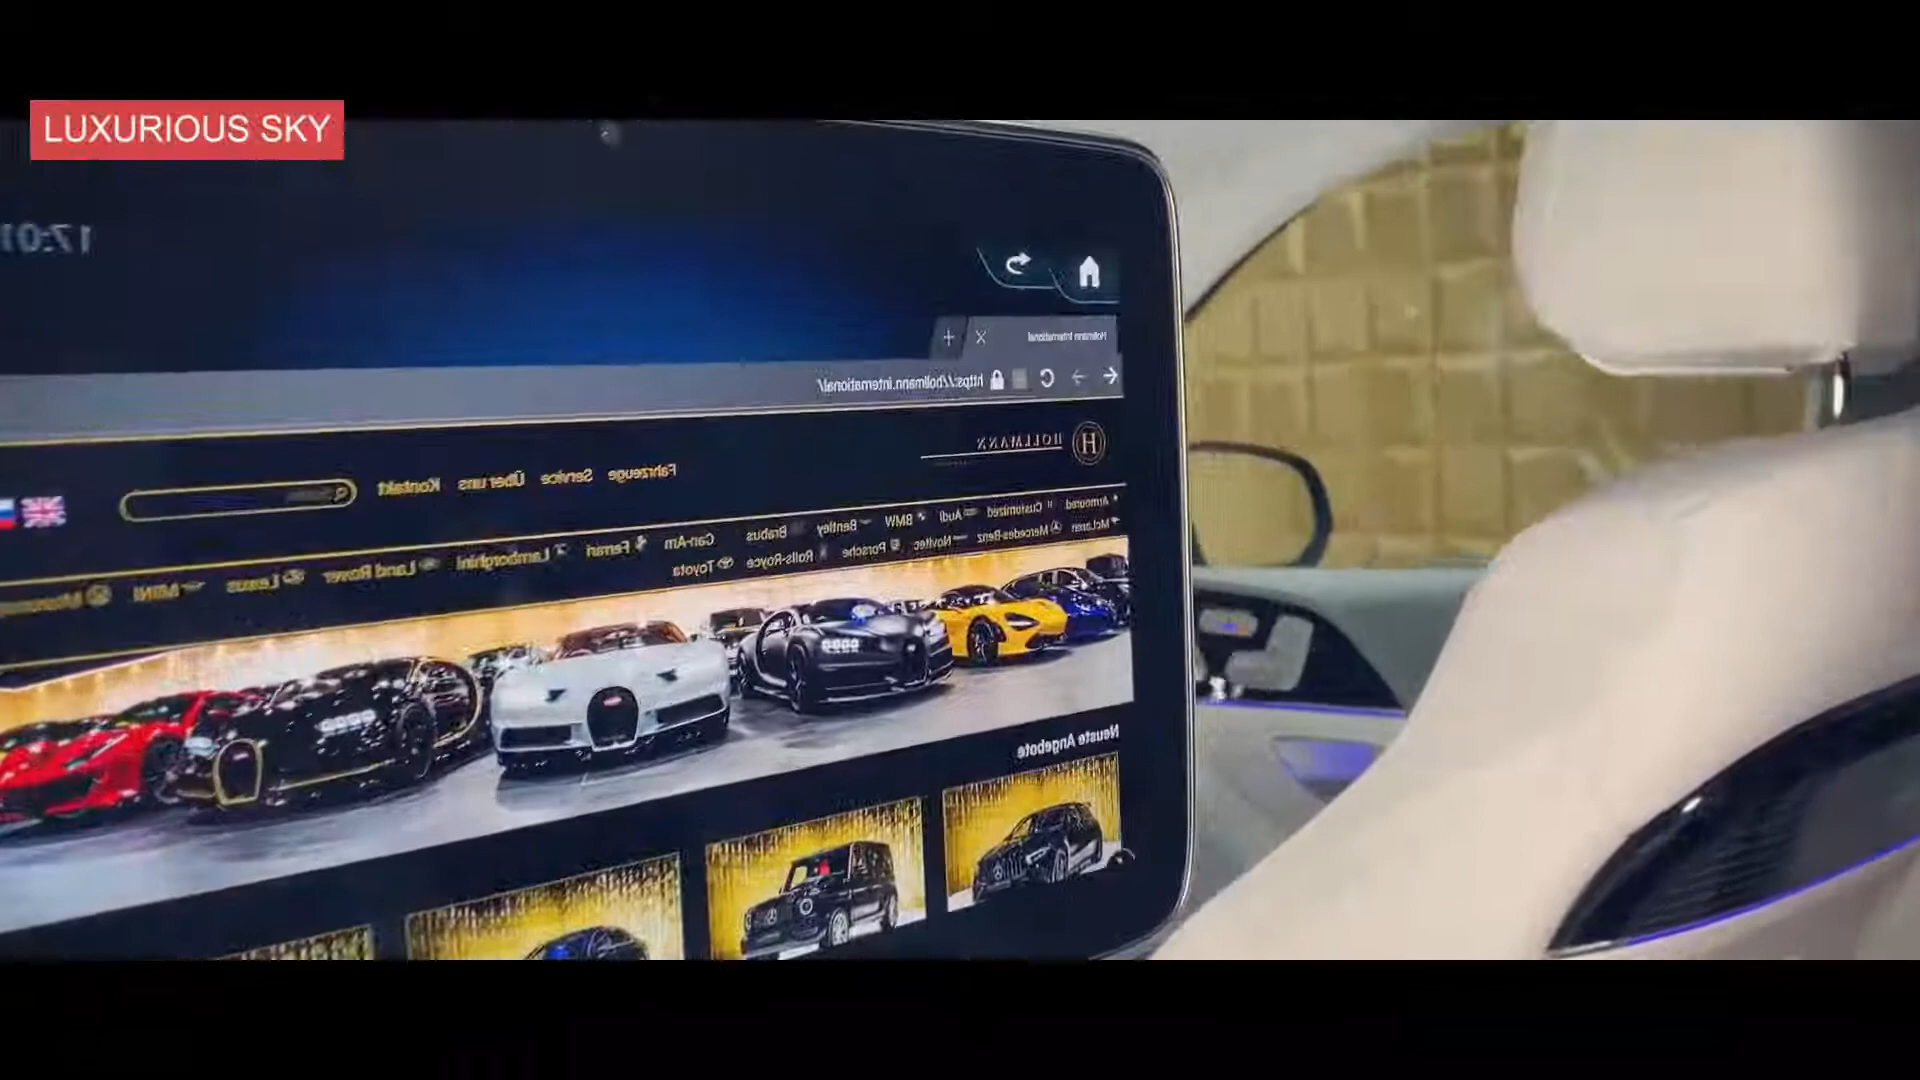 LUXURIOUS SKY
17:01
Hollmann International
https://hollmann.international/
HOLLMANN
Fahrzeuge Service Über uns Kontakt
Armoured Customized Audi BMW Bentley Brabus Can-Am Ferrari Lamborghini Land Rover Lexus MINI
McLaren Mercedes-Benz Novitec Porsche Rolls-Royce Toyota
Neuste Angebote